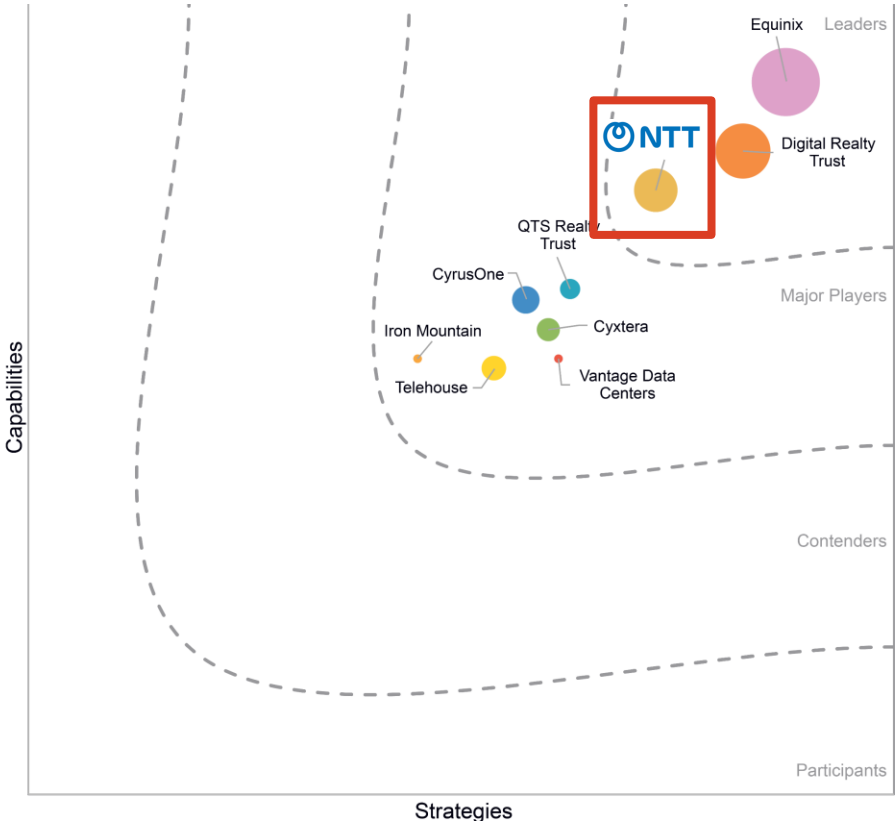 Equinix
Leaders
NTT
Digital Realty
Trust
QTS Realty
Trust
CyrusOne
Major Players
Iron Mountain
Cyxtera
Telehouse
Vantage Data
Centers
Capabilities
Contenders
Participants
Strategies